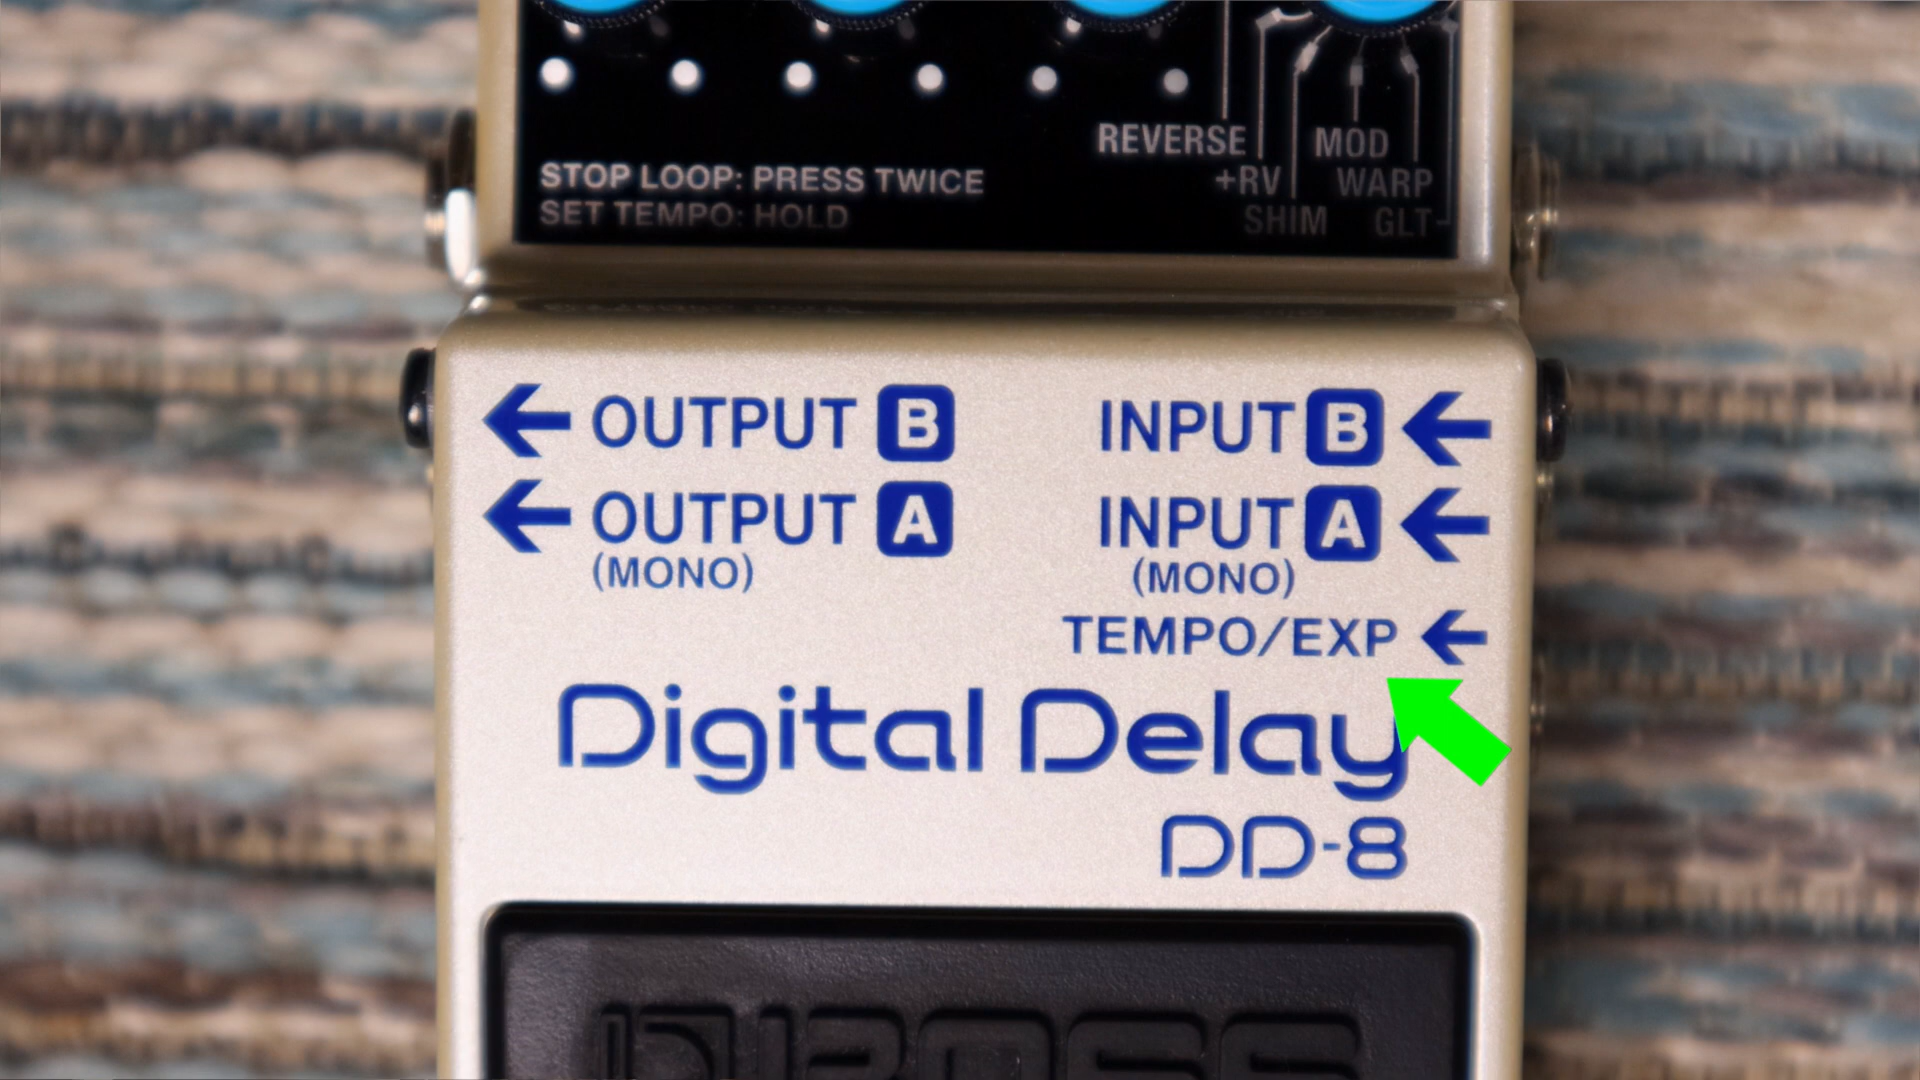 REVERSE MOD
+RV WARP
SHIM GLT
STOP LOOP: PRESS TWICE
SET TEMPO: HOLD
OUTPUT B
INPUT B
OUTPUT A
(MONO)
INPUT A
(MONO)
TEMPO/EXP
Digital Delay
DD-8
BOSS